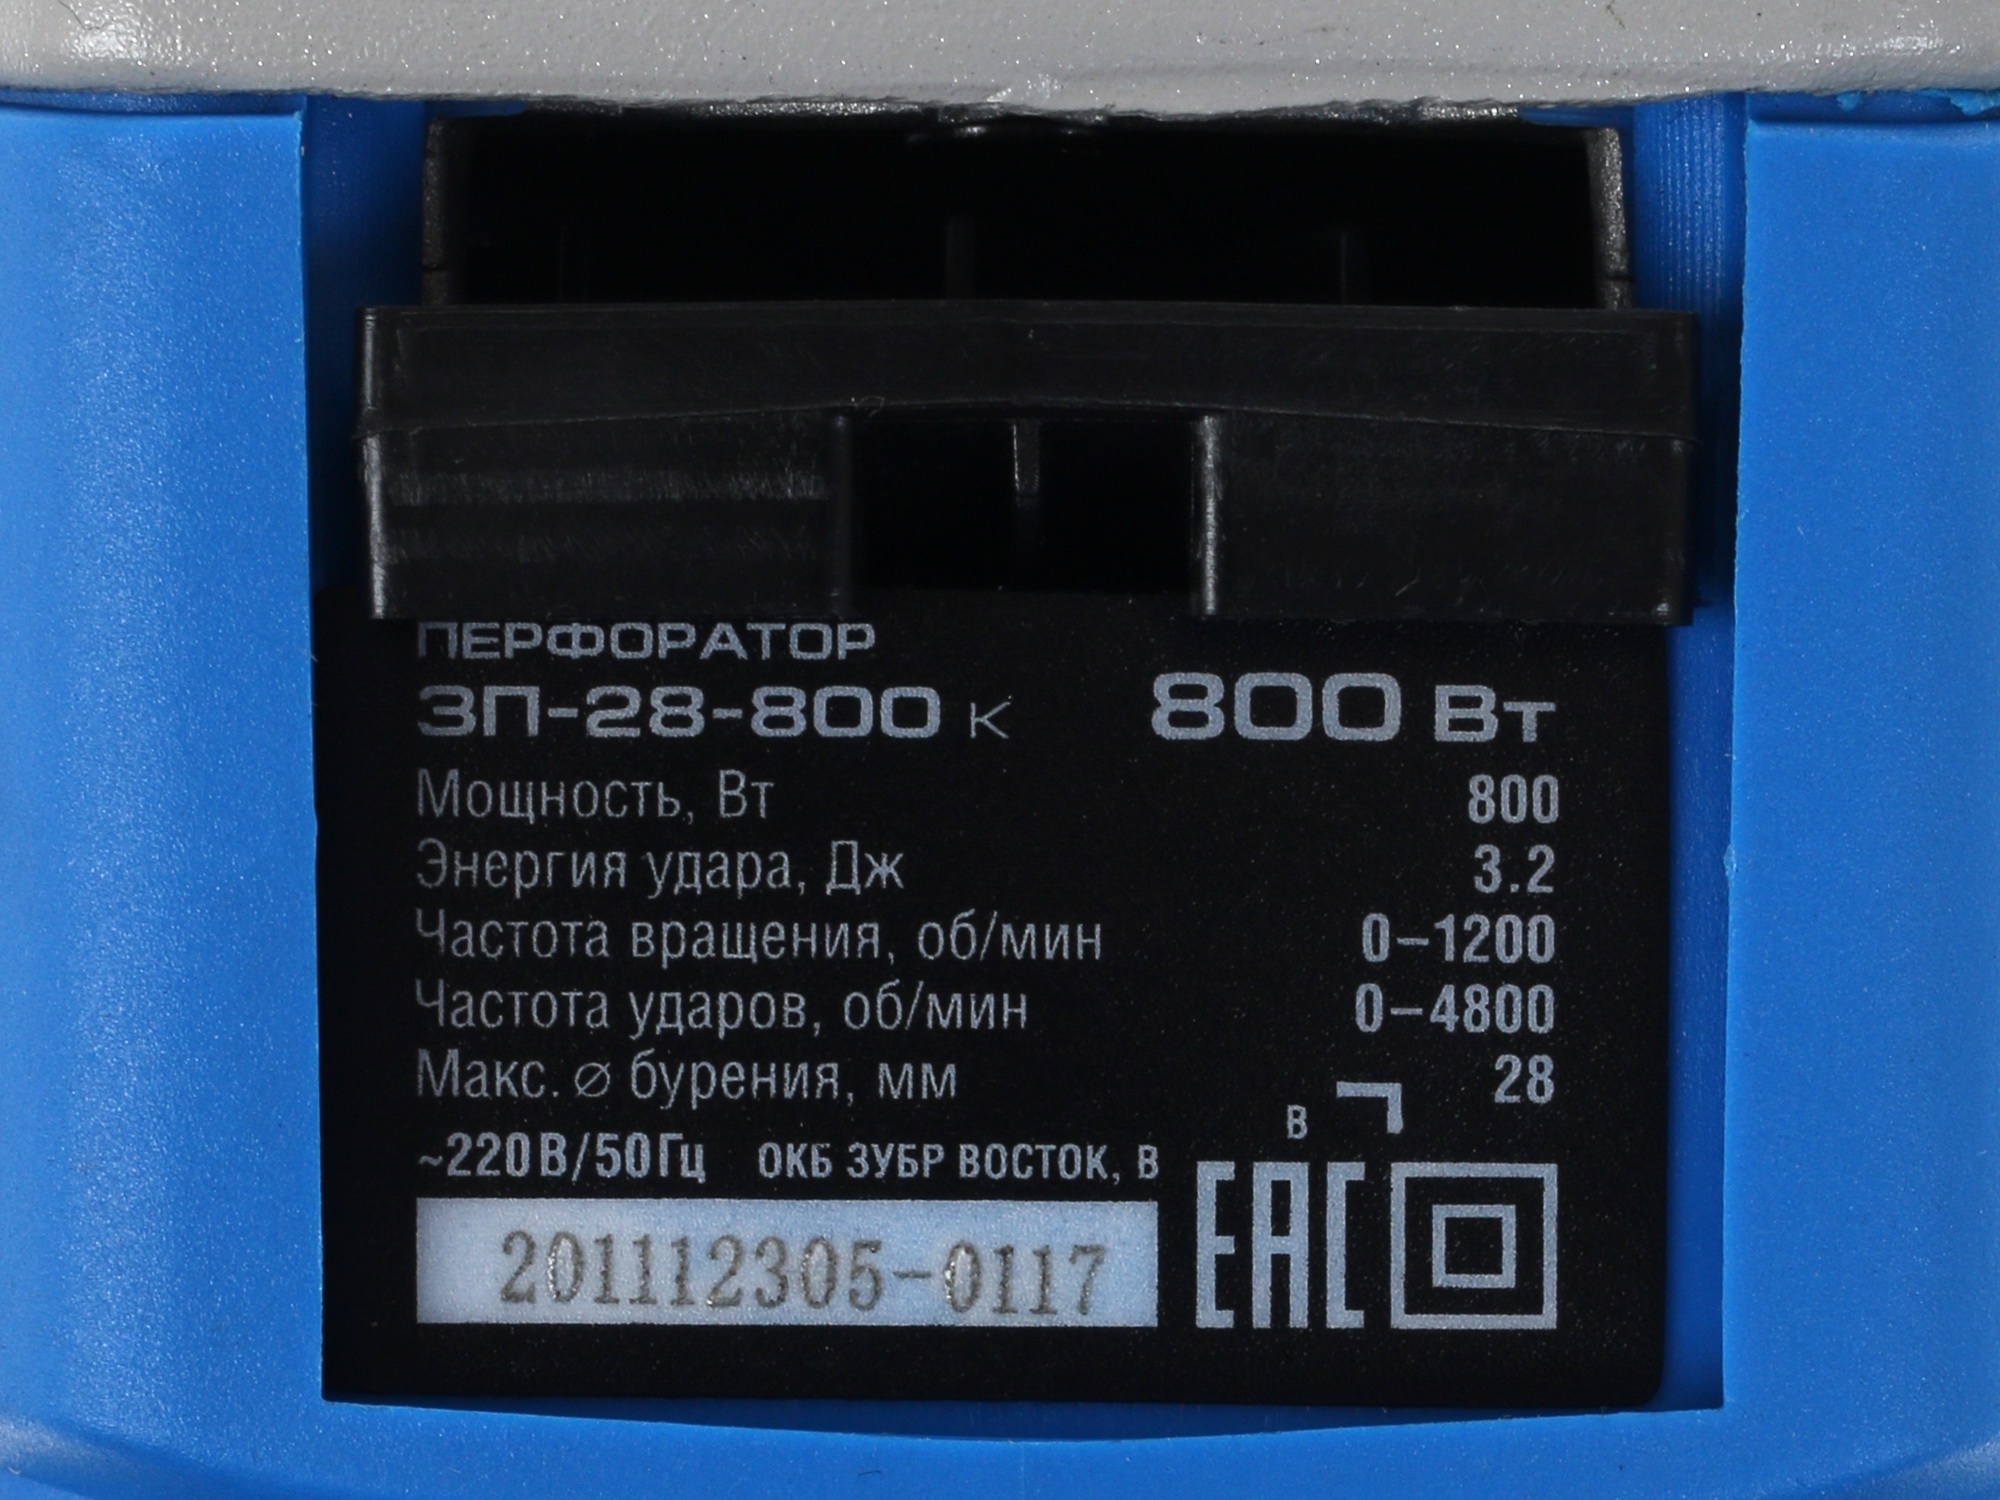 ПЕРФОРАТОР
ЗП-28-800 К 800 Вт
Мощность, Вт 800
Энергия удара, Дж 3.2
Частота вращения, об/мин 0–1200
Частота ударов, об/мин 0–4800
Макс. ⌀ бурения, мм 28
В
~220В/50Гц ОКБ ЗУБР ВОСТОК, В
ЕАС
201112305-0117